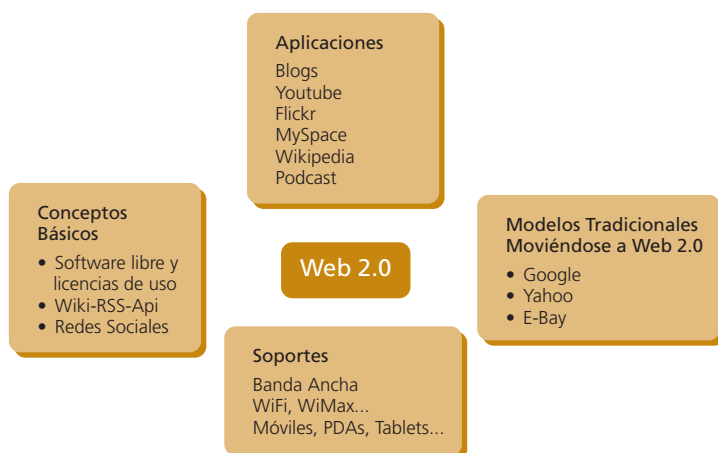 Aplicaciones
Blogs
Youtube
Flickr
MySpace
Wikipedia
Podcast
Conceptos
Básicos
• Software libre y
licencias de uso
• Wiki-RSS-Api
• Redes Sociales
Web 2.0
Modelos Tradicionales
Moviéndose a Web 2.0
• Google
• Yahoo
• E-Bay
Soportes
Banda Ancha
WiFi, WiMax...
Móviles, PDAs, Tablets...